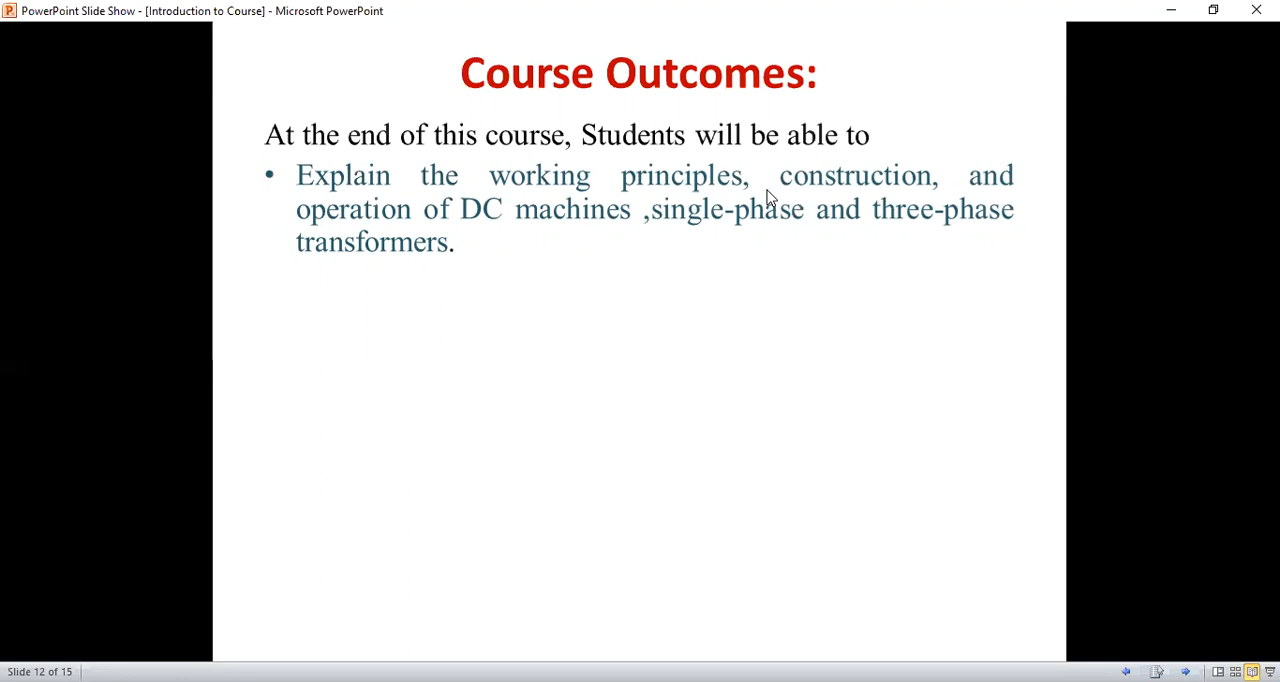 PowerPoint Slide Show - [Introduction to Course] - Microsoft PowerPoint
Course Outcomes:
At the end of this course, Students will be able to
• Explain the working principles, construction, and
operation of DC machines ,single-phase and three-phase
transformers.
Slide 12 of 15